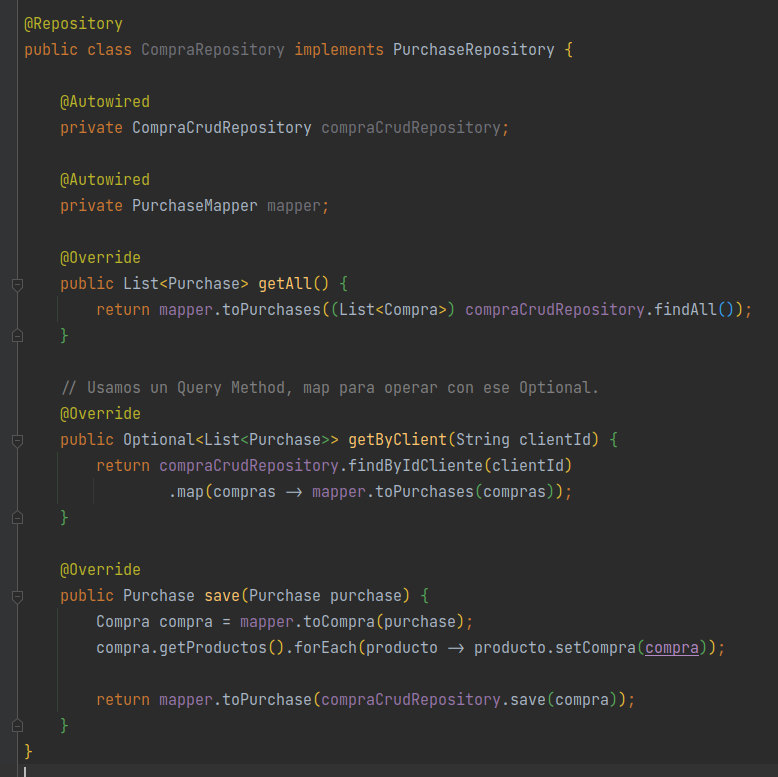 @Repository
public class CompraRepository implements PurchaseRepository {
@Autowired
private CompraCrudRepository compraCrudRepository;
@Autowired
private PurchaseMapper mapper;
@Override
public List<Purchase> getAll() {
return mapper.toPurchases((List<Compra>) compraCrudRepository.findAll());
}
// Usamos un Query Method, map para operar con ese Optional.
@Override
public Optional<List<Purchase>> getByClient(String clientId) {
return compraCrudRepository.findByIdCliente(clientId)
.map(compras -> mapper.toPurchases(compras));
}
@Override
public Purchase save(Purchase purchase) {
Compra compra = mapper.toCompra(purchase);
compra.getProductos().forEach(producto -> producto.setCompra(compra));
return mapper.toPurchase(compraCrudRepository.save(compra));
}
}